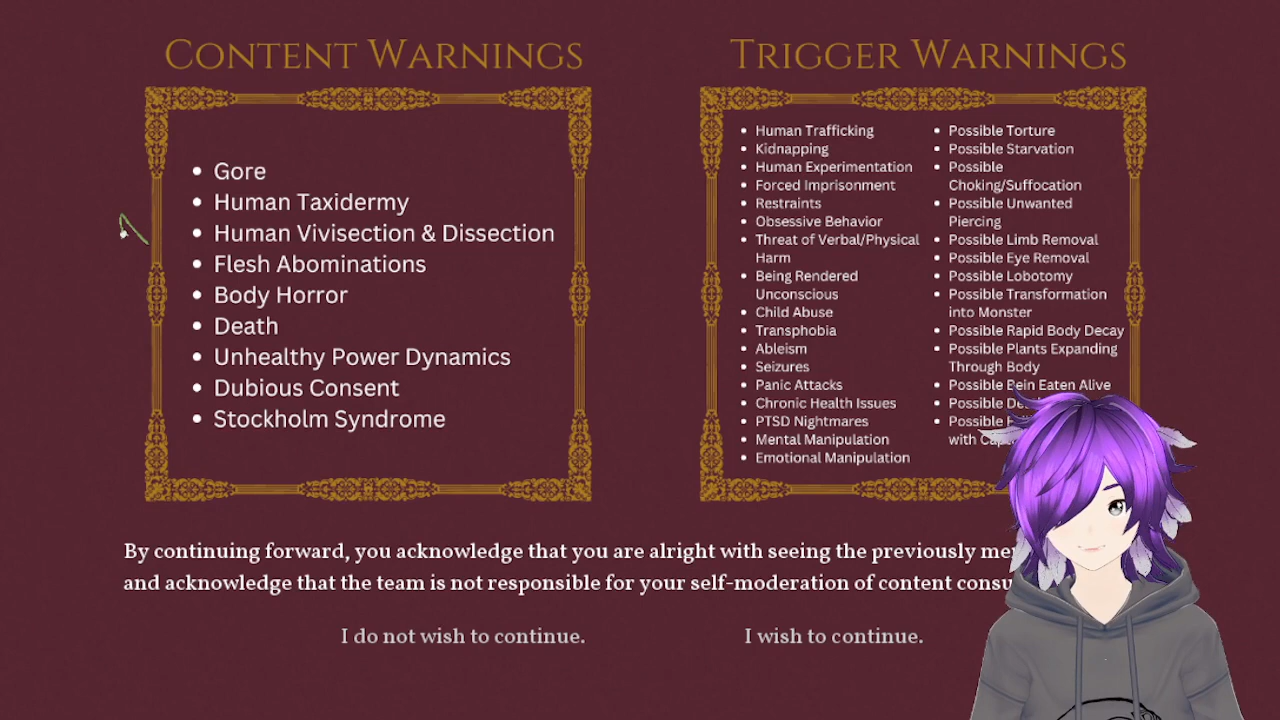 Content Warnings
Gore
Human Taxidermy
Human Vivisection & Dissection
Flesh Abominations
Body Horror
Death
Unhealthy Power Dynamics
Dubious Consent
Stockholm Syndrome
Trigger Warnings
Human Trafficking
Kidnapping
Human Experimentation
Forced Imprisonment
Restraints
Obsessive Behavior
Threat of Verbal/Physical
Harm
Being Rendered
Unconscious
Child Abuse
Transphobia
Ableism
Seizures
Panic Attacks
Chronic Health Issues
PTSD Nightmares
Mental Manipulation
Emotional Manipulation
Possible Torture
Possible Starvation
Possible
Choking/Suffocation
Possible Unwanted
Piercing
Possible Limb Removal
Possible Eye Removal
Possible Lobotomy
Possible Transformation
into Monster
Possible Rapid Body Decay
Possible Plants Expanding
Through Body
Possible Bein Eaten Alive
Possible
Possible
with
By continuing forward, you acknowledge that you are alright with seeing the previously
and acknowledge that the team is not responsible for your self-moderation of content
I do not wish to continue.
I wish to continue.